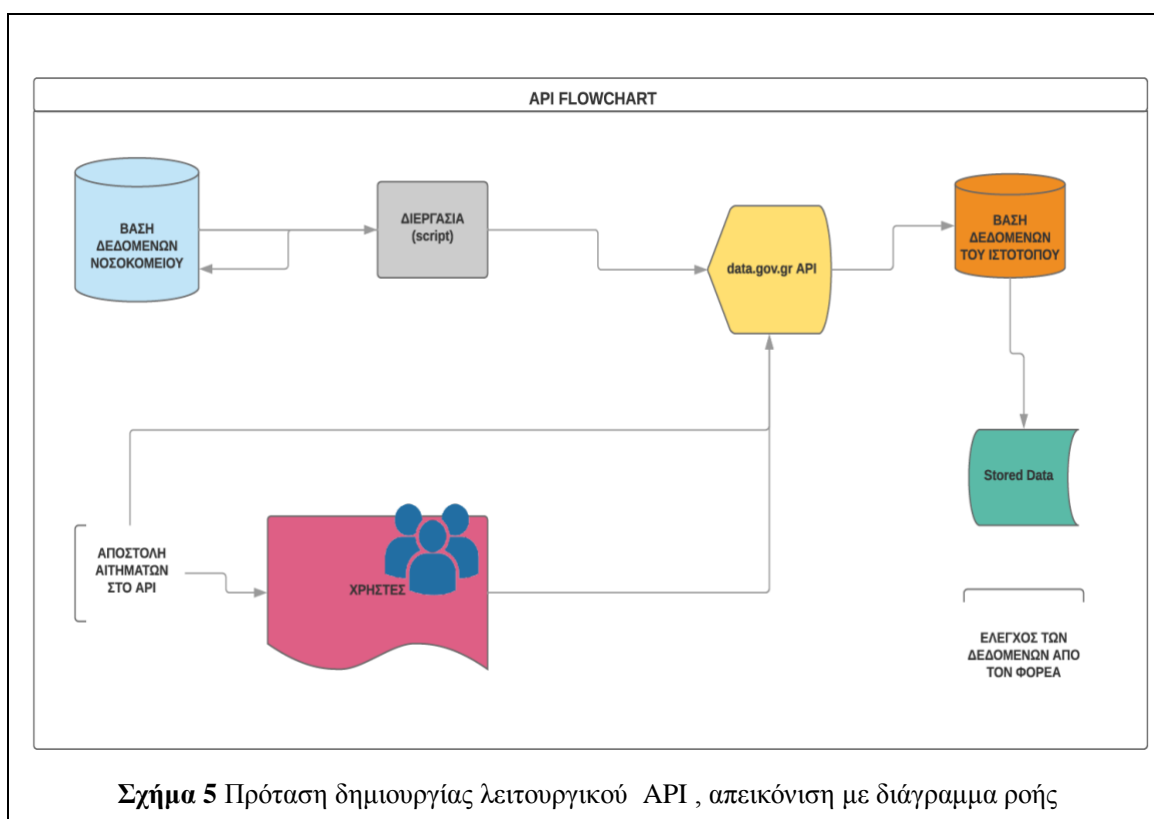 API FLOWCHART
ΒΑΣΗ
ΔΕΔΟΜΕΝΩΝ
ΝΟΣΟΚΟΜΕΙΟΥ
ΔΙΕΡΓΑΣΙΑ
(script)
data.gov.gr API
ΒΑΣΗ
ΔΕΔΟΜΕΝΩΝ
ΤΟΥ ΙΣΤΟΤΟΠΟΥ
Stored Data
ΑΠΟΣΤΟΛΗ
ΑΙΤΗΜΑΤΩΝ
ΣΤΟ API
ΧΡΗΣΤΕΣ
ΕΛΕΓΧΟΣ ΤΩΝ
ΔΕΔΟΜΕΝΩΝ ΑΠΟ
ΤΟΝ ΦΟΡΕΑ
Σχήμα 5 Πρόταση δημιουργίας λειτουργικού API , απεικόνιση με διάγραμμα ροής